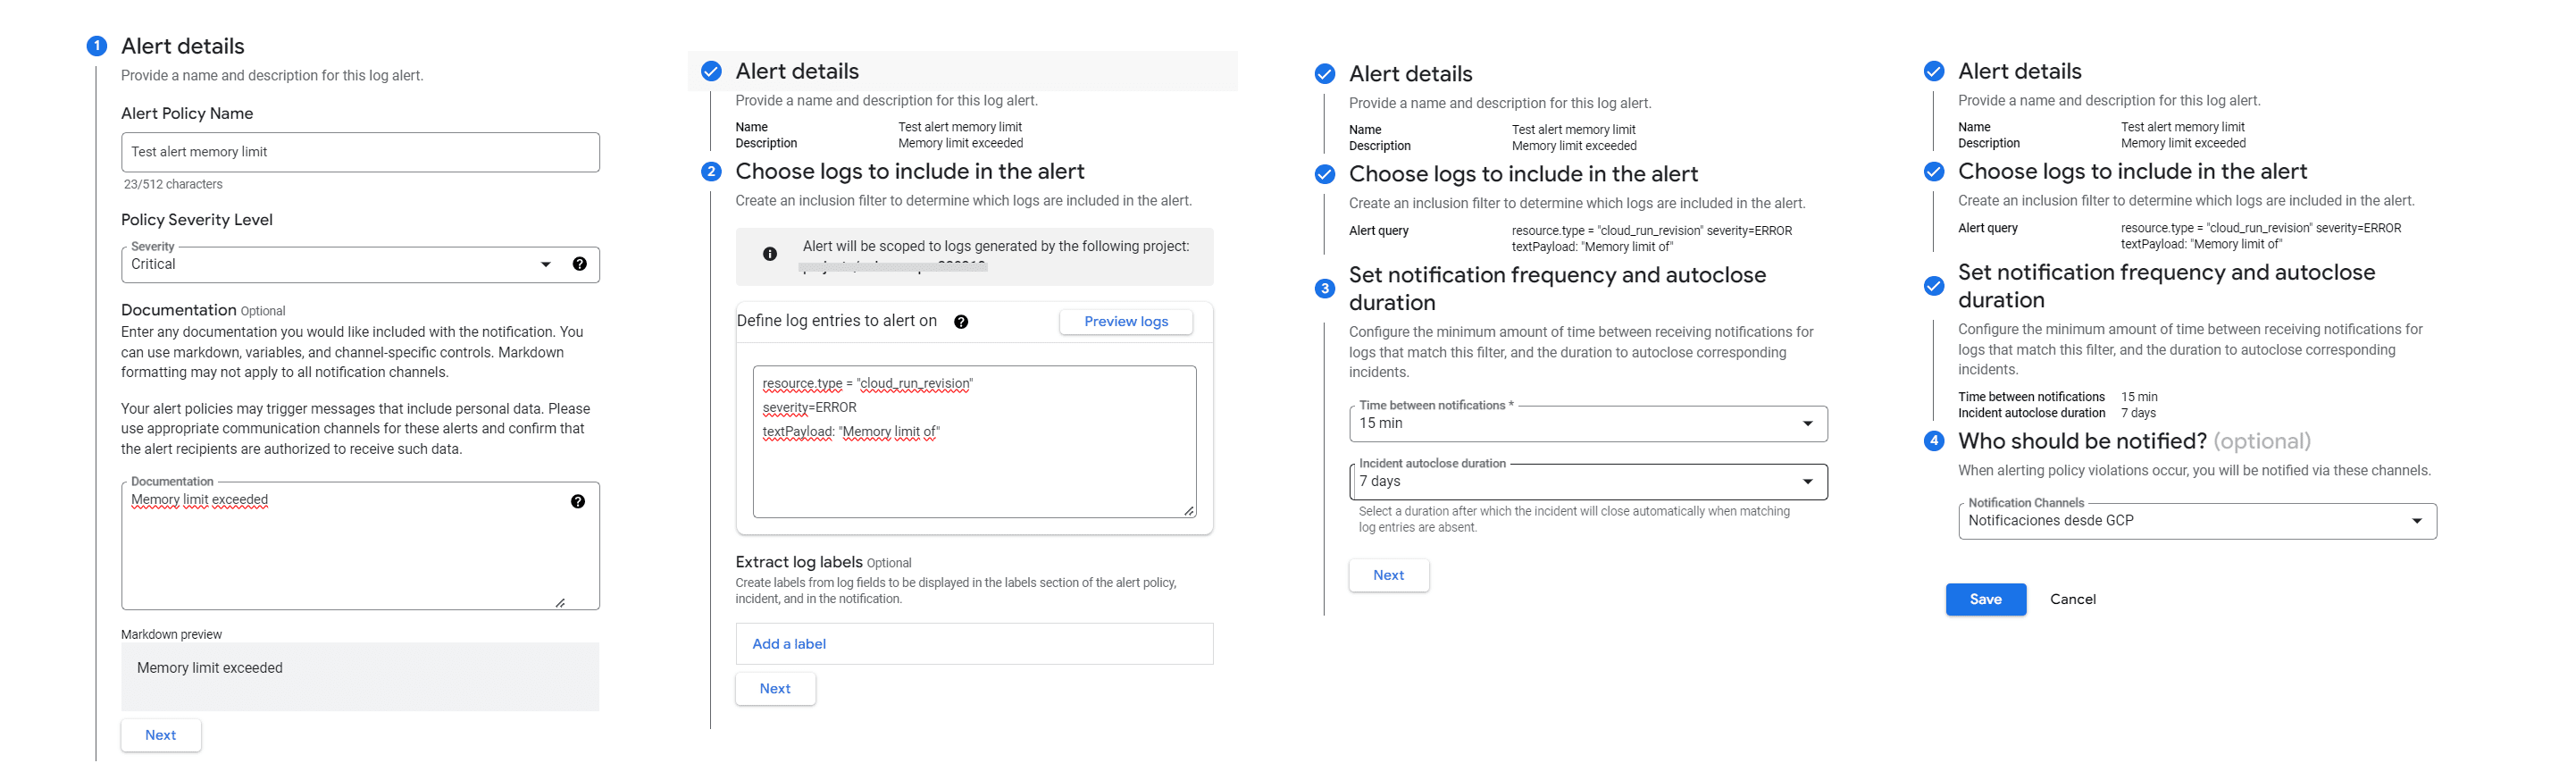 1
Alert details
Provide a name and description for this log alert.
Alert Policy Name
Test alert memory limit
23/512 characters
Policy Severity Level
Severity
Critical
Documentation Optional
Enter any documentation you would like included with the notification. You
can use markdown, variables, and channel-specific controls. Markdown
formatting may not apply to all notification channels.
Your alert policies may trigger messages that include personal data. Please
use appropriate communication channels for these alerts and confirm that
the alert recipients are authorized to receive such data.
Documentation
Memory limit exceeded
Markdown preview
Memory limit exceeded
Next
Alert details
Provide a name and description for this log alert.
Name Test alert memory limit
Description Memory limit exceeded
2
Choose logs to include in the alert
Create an inclusion filter to determine which logs are included in the alert.
Alert will be scoped to logs generated by the following project:
Define log entries to alert on
Preview logs
resource.type = "cloud_run_revision"
severity=ERROR
textPayload: "Memory limit of"
Extract log labels Optional
Create labels from log fields to be displayed in the labels section of the alert policy,
incident, and in the notification.
Add a label
Next
Alert details
Provide a name and description for this log alert.
Name Test alert memory limit
Description Memory limit exceeded
Choose logs to include in the alert
Create an inclusion filter to determine which logs are included in the alert.
Alert query resource.type = "cloud_run_revision" severity=ERROR
textPayload: "Memory limit of"
3
Set notification frequency and autoclose
duration
Configure the minimum amount of time between receiving notifications for
logs that match this filter, and the duration to autoclose corresponding
incidents.
Time between notifications *
15 min
Incident autoclose duration
7 days
Select a duration after which the incident will close automatically when matching
log entries are absent.
Next
Alert details
Provide a name and description for this log alert.
Name Test alert memory limit
Description Memory limit exceeded
Choose logs to include in the alert
Create an inclusion filter to determine which logs are included in the alert.
Alert query resource.type = "cloud_run_revision" severity=ERROR
textPayload: "Memory limit of"
Set notification frequency and autoclose
duration
Configure the minimum amount of time between receiving notifications for
logs that match this filter, and the duration to autoclose corresponding
incidents.
Time between notifications 15 min
Incident autoclose duration 7 days
4
Who should be notified? (optional)
When alerting policy violations occur, you will be notified via these channels.
Notification Channels
Notificaciones desde GCP
Save
Cancel